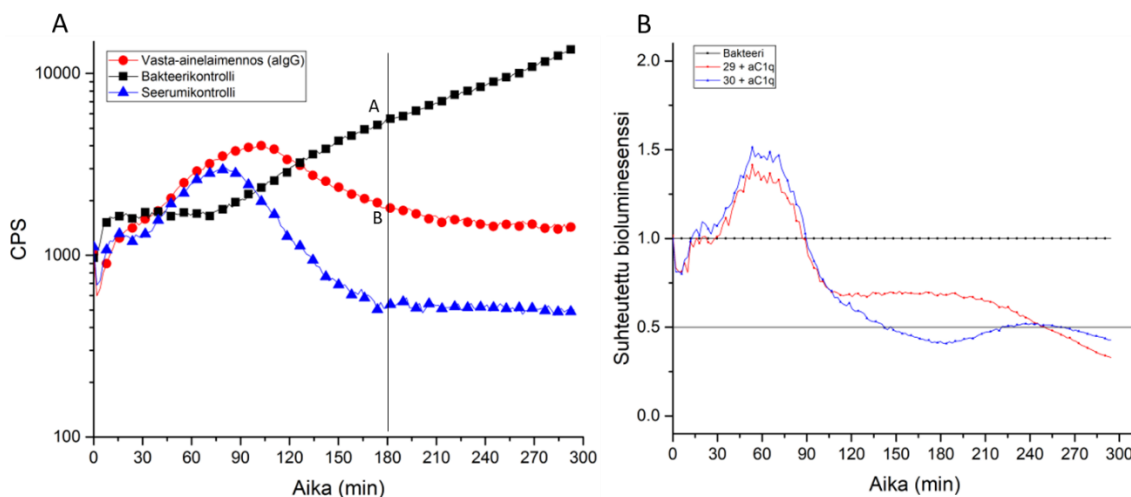 A
Vasta-ainelaimennos (aIgG)
Bakteerikontrolli
Seerumikontrolli
10000
1000
100
CPS
A
B
0 30 60 90 120 150 180 210 240 270 300
Aika (min)
B
Bakteeri
29 + aC1q
30 + aC1q
2.0
1.5
1.0
0.5
0.0
Suhteutettu bioluminesenssi
0 30 60 90 120 150 180 210 240 270 300
Aika (min)